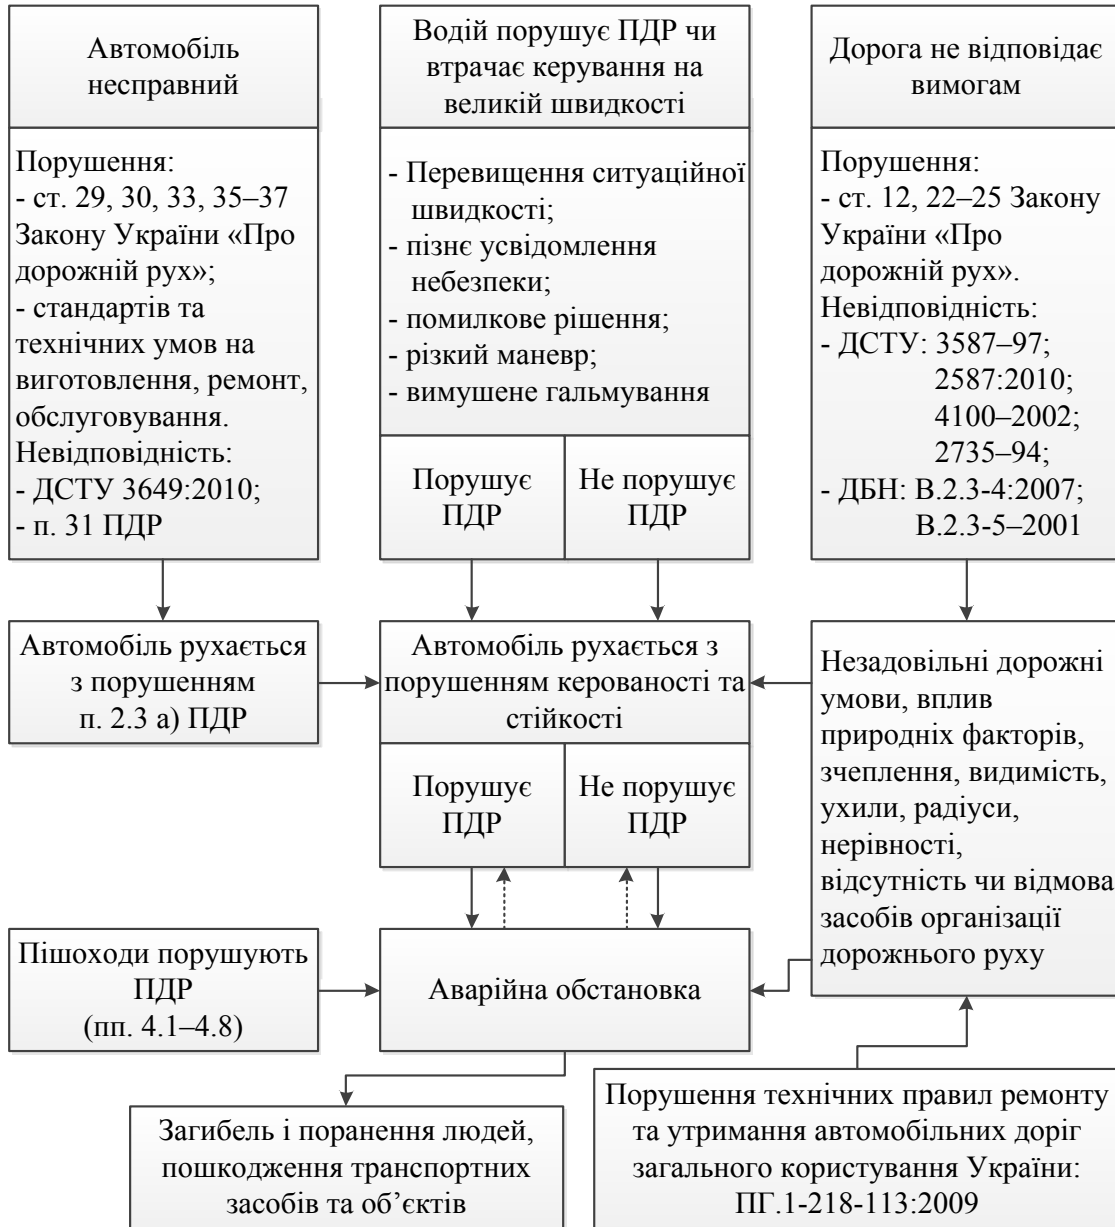 Автомобіль
несправний
Порушення:
- ст. 29, 30, 33, 35–37
Закону України «Про
дорожній рух»;
- стандартів та
технічних умов на
виготовлення, ремонт,
обслуговування.
Невідповідність:
- ДСТУ 3649:2010;
- п. 31 ПДР
Водій порушує ПДР чи
втрачає керування на
великій швидкості
- Перевищення ситуаційної
швидкості;
- пізнє усвідомлення
небезпеки;
- помилкове рішення;
- різкий маневр;
- вимушене гальмування
Порушує
ПДР
Не порушує
ПДР
Дорога не відповідає
вимогам
Порушення:
- ст. 12, 22–25 Закону
України «Про
дорожній рух».
Невідповідність:
- ДСТУ: 3587–97;
2587:2010;
4100–2002;
2735–94;
- ДБН: В.2.3-4:2007;
В.2.3-5–2001
Автомобіль рухається
з порушенням
п. 2.3 а) ПДР
Автомобіль рухається з
порушенням керованості та
стійкості
Порушує
ПДР
Не порушує
ПДР
Незадовільні дорожні
умови, вплив
природніх факторів,
зчеплення, видимість,
ухили, радіуси,
нерівності,
відсутність чи відмова
засобів організації
дорожнього руху
Пішоходи порушують
ПДР
(пп. 4.1–4.8)
Аварійна обстановка
Загибель і поранення людей,
пошкодження транспортних
засобів та об’єктів
Порушення технічних правил ремонту
та утримання автомобільних доріг
загального користування України:
ПГ.1-218-113:2009